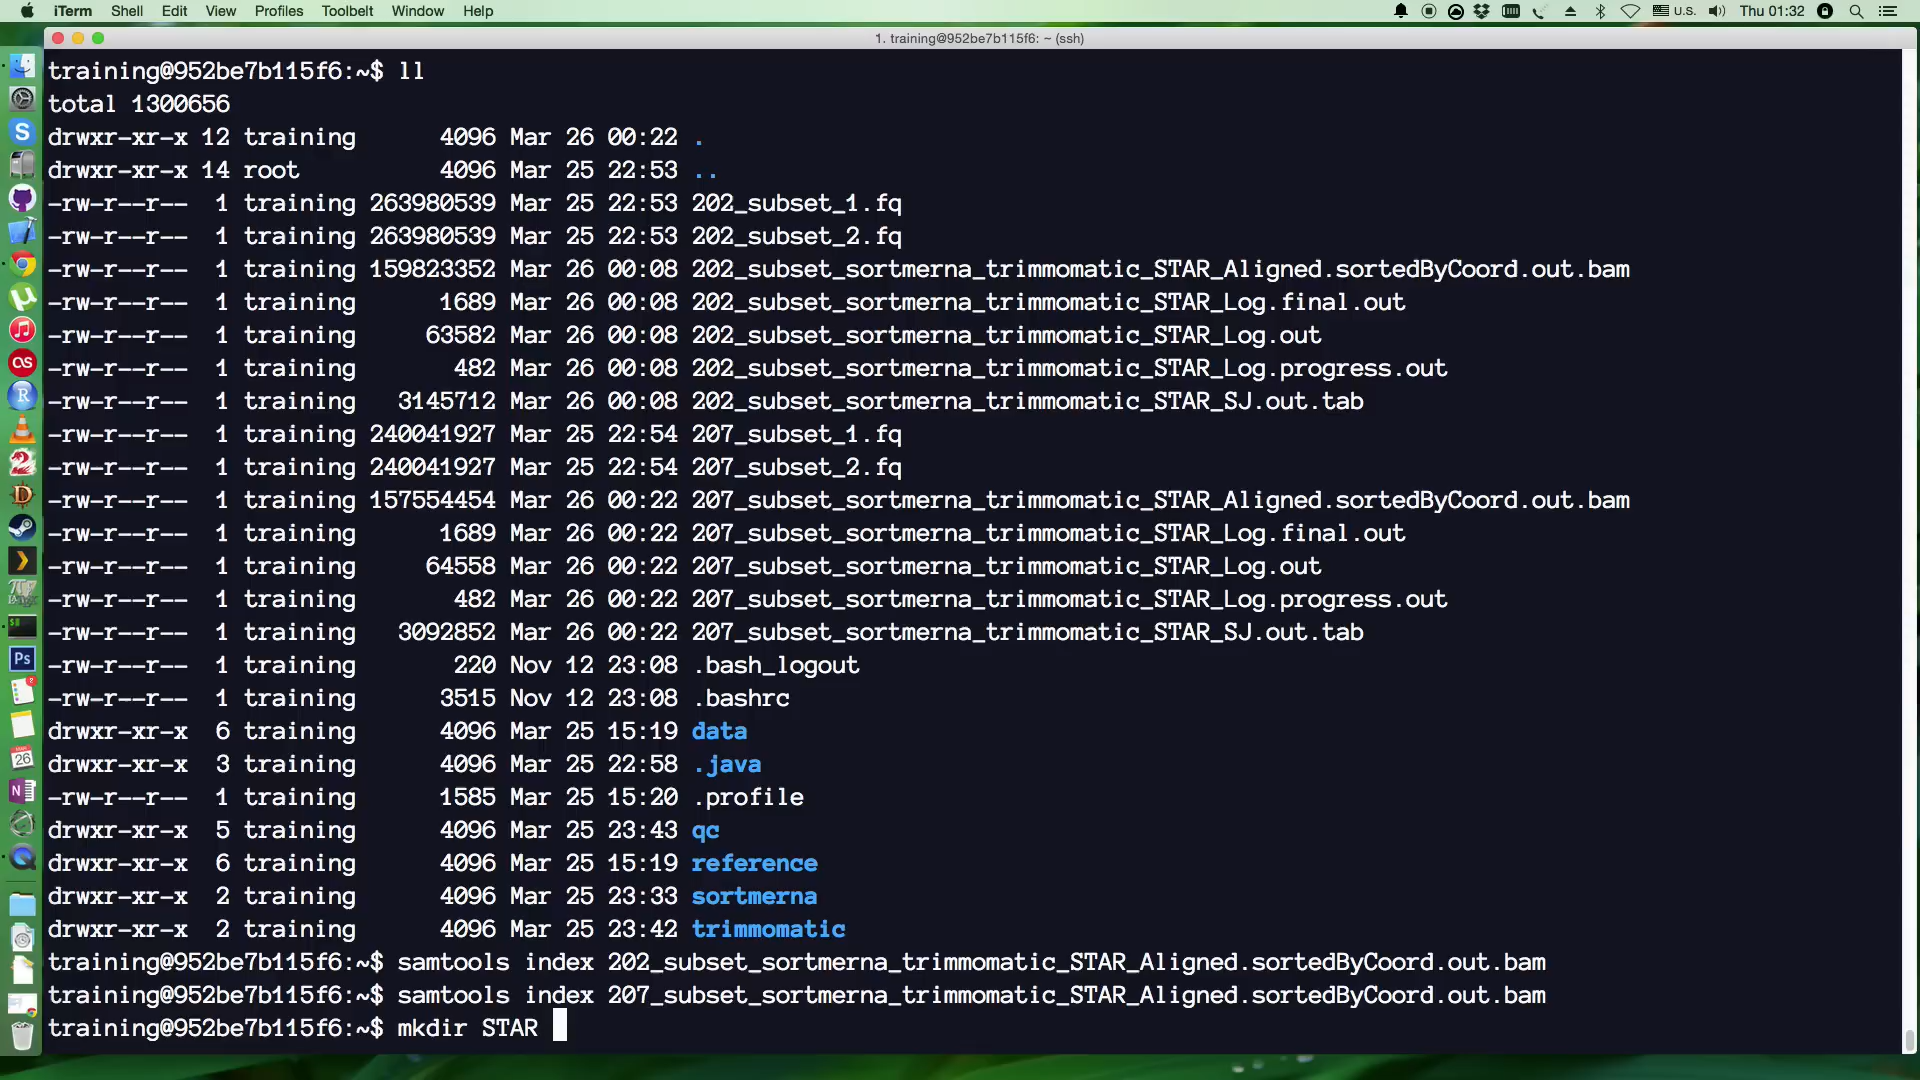 iTerm Shell Edit View Profiles Toolbelt Window Help U.S. Thu 01:32
1. training@952be7b115f6: ~ (ssh)
training@952be7b115f6:~$ ll
total 1300656
drwxr-xr-x 12 training 4096 Mar 26 00:22 .
drwxr-xr-x 14 root 4096 Mar 25 22:53 ..
-rw-r--r-- 1 training 263980539 Mar 25 22:53 202_subset_1.fq
-rw-r--r-- 1 training 263980539 Mar 25 22:53 202_subset_2.fq
-rw-r--r-- 1 training 159823352 Mar 26 00:08 202_subset_sortmerna_trimmomatic_STAR_Aligned.sortedByCoord.out.bam
-rw-r--r-- 1 training 1689 Mar 26 00:08 202_subset_sortmerna_trimmomatic_STAR_Log.final.out
-rw-r--r-- 1 training 63582 Mar 26 00:08 202_subset_sortmerna_trimmomatic_STAR_Log.out
-rw-r--r-- 1 training 482 Mar 26 00:08 202_subset_sortmerna_trimmomatic_STAR_Log.progress.out
-rw-r--r-- 1 training 3145712 Mar 26 00:08 202_subset_sortmerna_trimmomatic_STAR_SJ.out.tab
-rw-r--r-- 1 training 240041927 Mar 25 22:54 207_subset_1.fq
-rw-r--r-- 1 training 240041927 Mar 25 22:54 207_subset_2.fq
-rw-r--r-- 1 training 157554454 Mar 26 00:22 207_subset_sortmerna_trimmomatic_STAR_Aligned.sortedByCoord.out.bam
-rw-r--r-- 1 training 1689 Mar 26 00:22 207_subset_sortmerna_trimmomatic_STAR_Log.final.out
-rw-r--r-- 1 training 64558 Mar 26 00:22 207_subset_sortmerna_trimmomatic_STAR_Log.out
-rw-r--r-- 1 training 482 Mar 26 00:22 207_subset_sortmerna_trimmomatic_STAR_Log.progress.out
-rw-r--r-- 1 training 3092852 Mar 26 00:22 207_subset_sortmerna_trimmomatic_STAR_SJ.out.tab
-rw-r--r-- 1 training 220 Nov 12 23:08 .bash_logout
-rw-r--r-- 1 training 3515 Nov 12 23:08 .bashrc
drwxr-xr-x 6 training 4096 Mar 25 15:19 data
drwxr-xr-x 3 training 4096 Mar 25 22:58 .java
-rw-r--r-- 1 training 1585 Mar 25 15:20 .profile
drwxr-xr-x 5 training 4096 Mar 25 23:43 qc
drwxr-xr-x 6 training 4096 Mar 25 15:19 reference
drwxr-xr-x 2 training 4096 Mar 25 23:33 sortmerna
drwxr-xr-x 2 training 4096 Mar 25 23:42 trimmomatic
training@952be7b115f6:~$ samtools index 202_subset_sortmerna_trimmomatic_STAR_Aligned.sortedByCoord.out.bam
training@952be7b115f6:~$ samtools index 207_subset_sortmerna_trimmomatic_STAR_Aligned.sortedByCoord.out.bam
training@952be7b115f6:~$ mkdir STAR